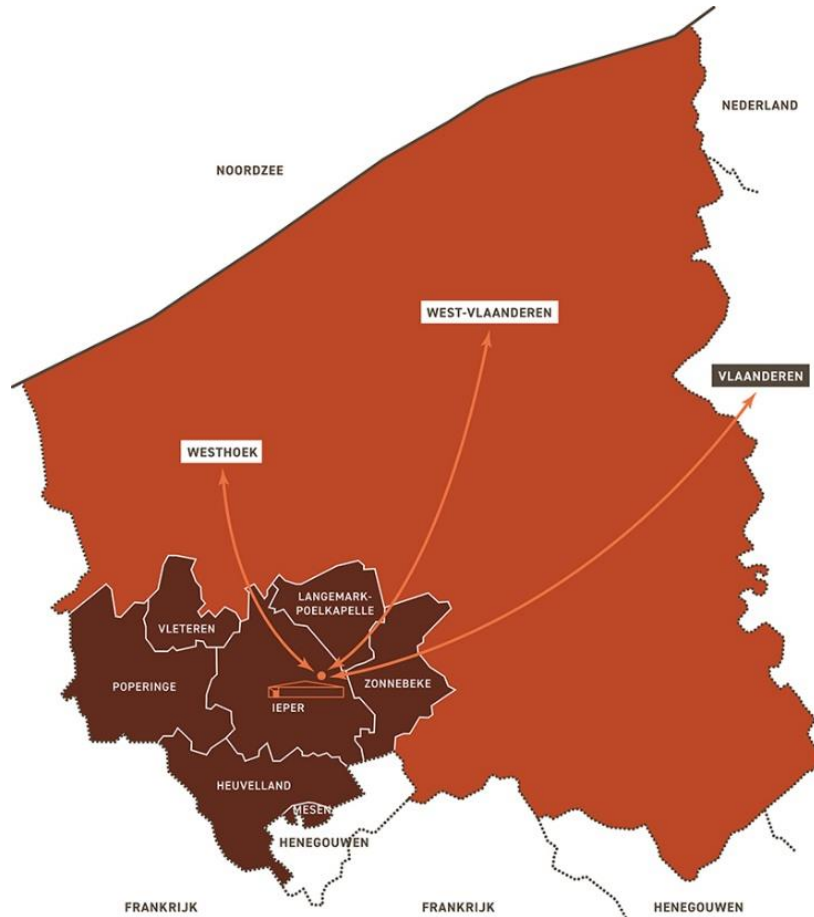 NEDERLAND
NOORDZEE
WEST-VLAANDEREN
VLAANDEREN
WESTHOEK
LANGEMARK-
POELKAPELLE
VLETEREN
POPERINGE
ZONNEBEKE
IEPER
HEUVELLAND
MESEN
HENEGOUWEN
FRANKRIJK
FRANKRIJK
HENEGOUWEN